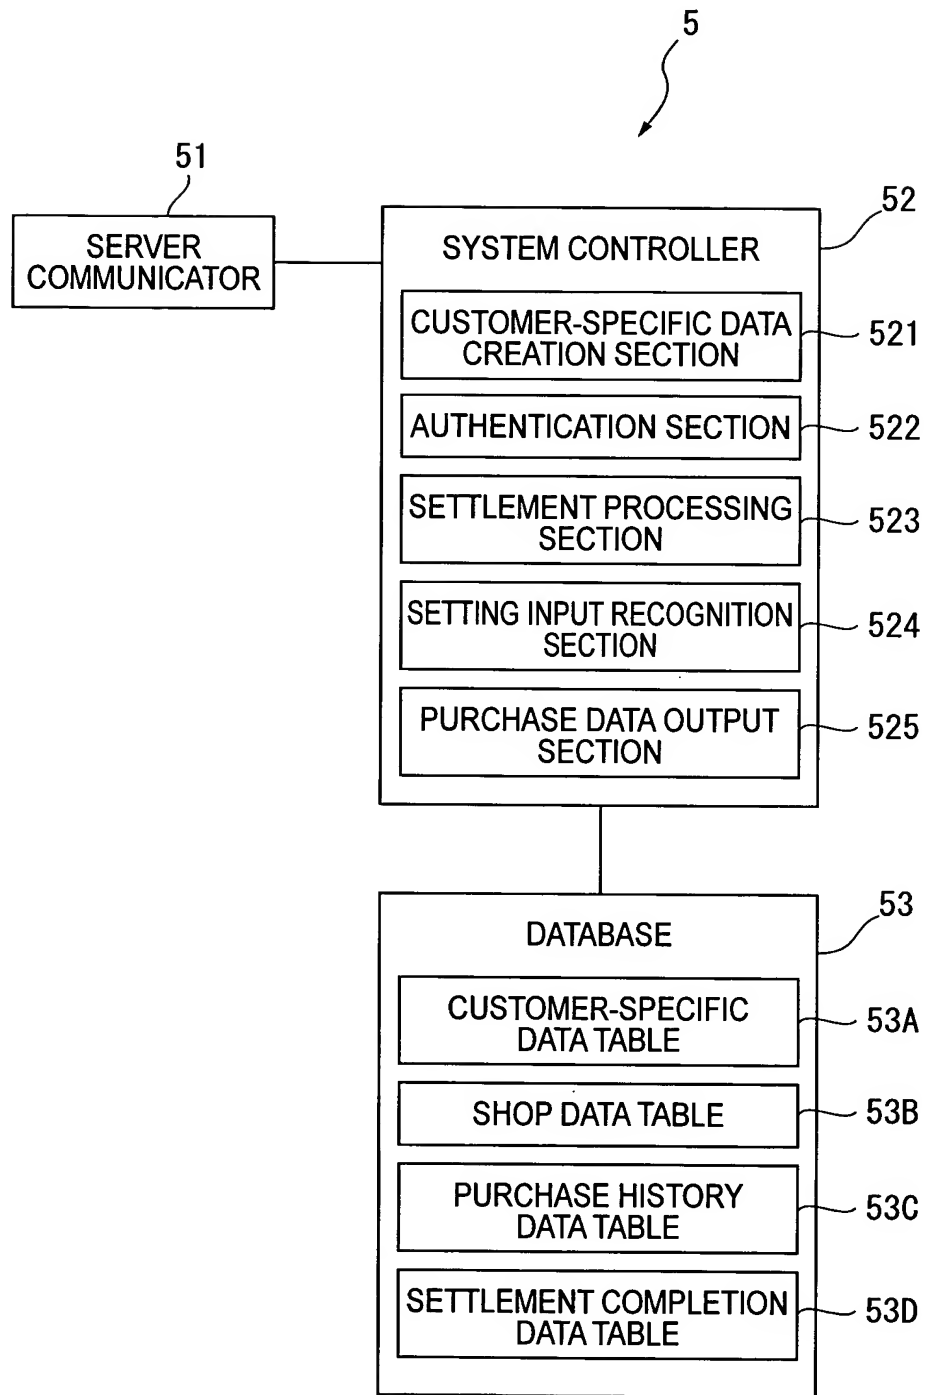 5
51
SERVER
COMMUNICATOR
52
SYSTEM CONTROLLER
CUSTOMER-SPECIFIC DATA
CREATION SECTION
521
AUTHENTICATION SECTION
522
SETTLEMENT PROCESSING
SECTION
523
SETTING INPUT RECOGNITION
SECTION
524
PURCHASE DATA OUTPUT
SECTION
525
53
DATABASE
CUSTOMER-SPECIFIC
DATA TABLE
53A
SHOP DATA TABLE
53B
PURCHASE HISTORY
DATA TABLE
53C
SETTLEMENT COMPLETION
DATA TABLE
53D